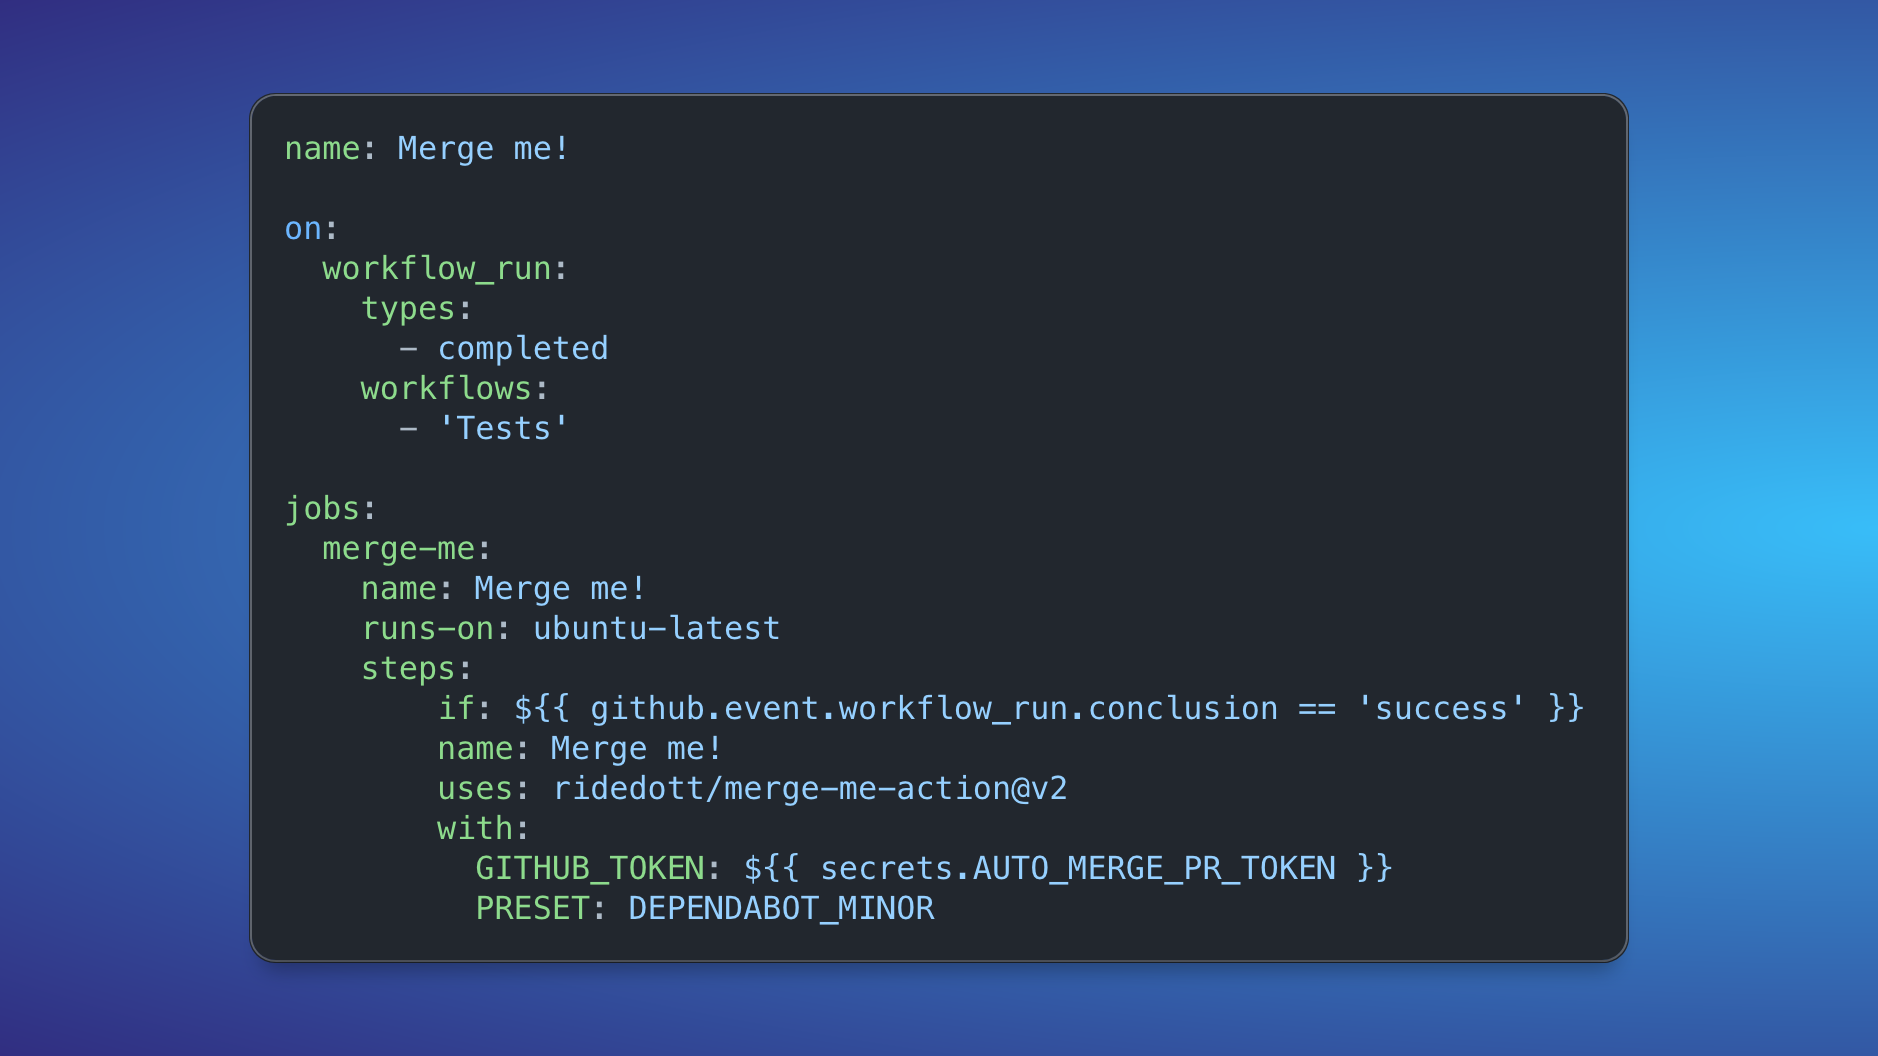 name: Merge me!

on:
  workflow_run:
    types:
      - completed
    workflows:
      - 'Tests'

jobs:
  merge-me:
    name: Merge me!
    runs-on: ubuntu-latest
    steps:
        if: ${{ github.event.workflow_run.conclusion == 'success' }}
        name: Merge me!
        uses: ridedott/merge-me-action@v2
        with:
          GITHUB_TOKEN: ${{ secrets.AUTO_MERGE_PR_TOKEN }}
          PRESET: DEPENDABOT_MINOR